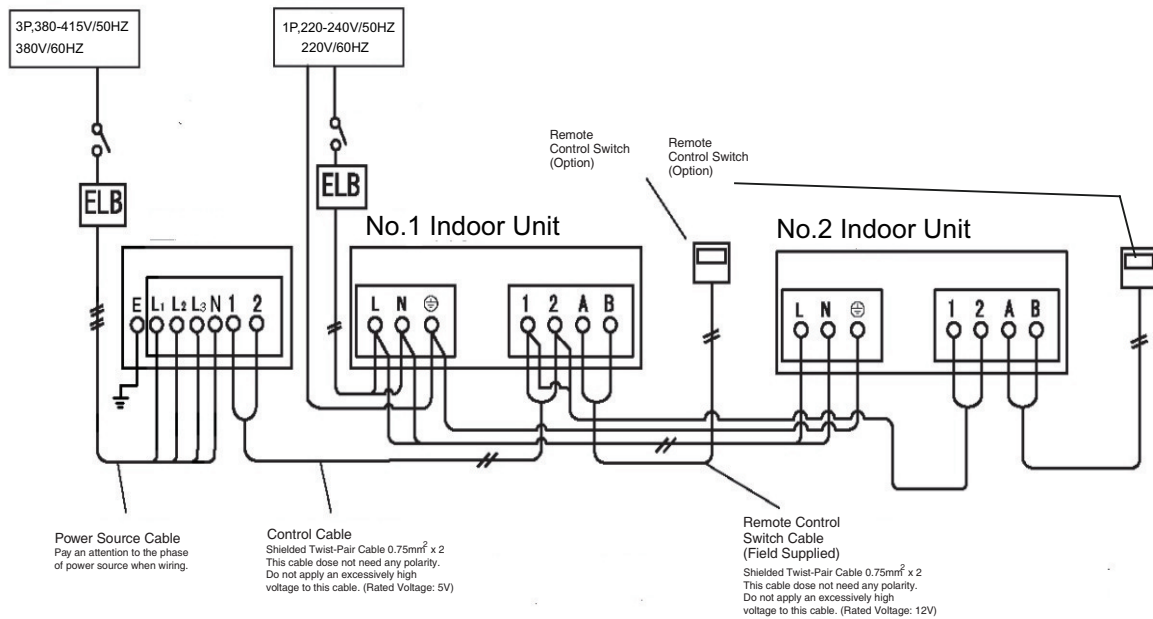 3P,380-415V/50HZ
380V/60HZ
1P,220-240V/50HZ
220V/60HZ
Remote
Control Switch
(Option)
Remote
Control Switch
(Option)
ELB
ELB
No.1 Indoor Unit
No.2 Indoor Unit
E L1 L2 L3 N 1 2
L N
1 2 A B
L N
1 2 A B
Power Source Cable
Pay an attention to the phase
of power source when wiring.
Control Cable
Shielded Twist-Pair Cable 0.75mm² x 2
This cable dose not need any polarity.
Do not apply an excessively high
voltage to this cable. (Rated Voltage: 5V)
Remote Control
Switch Cable
(Field Supplied)
Shielded Twist-Pair Cable 0.75mm² x 2
This cable dose not need any polarity.
Do not apply an excessively high
voltage to this cable. (Rated Voltage: 12V)